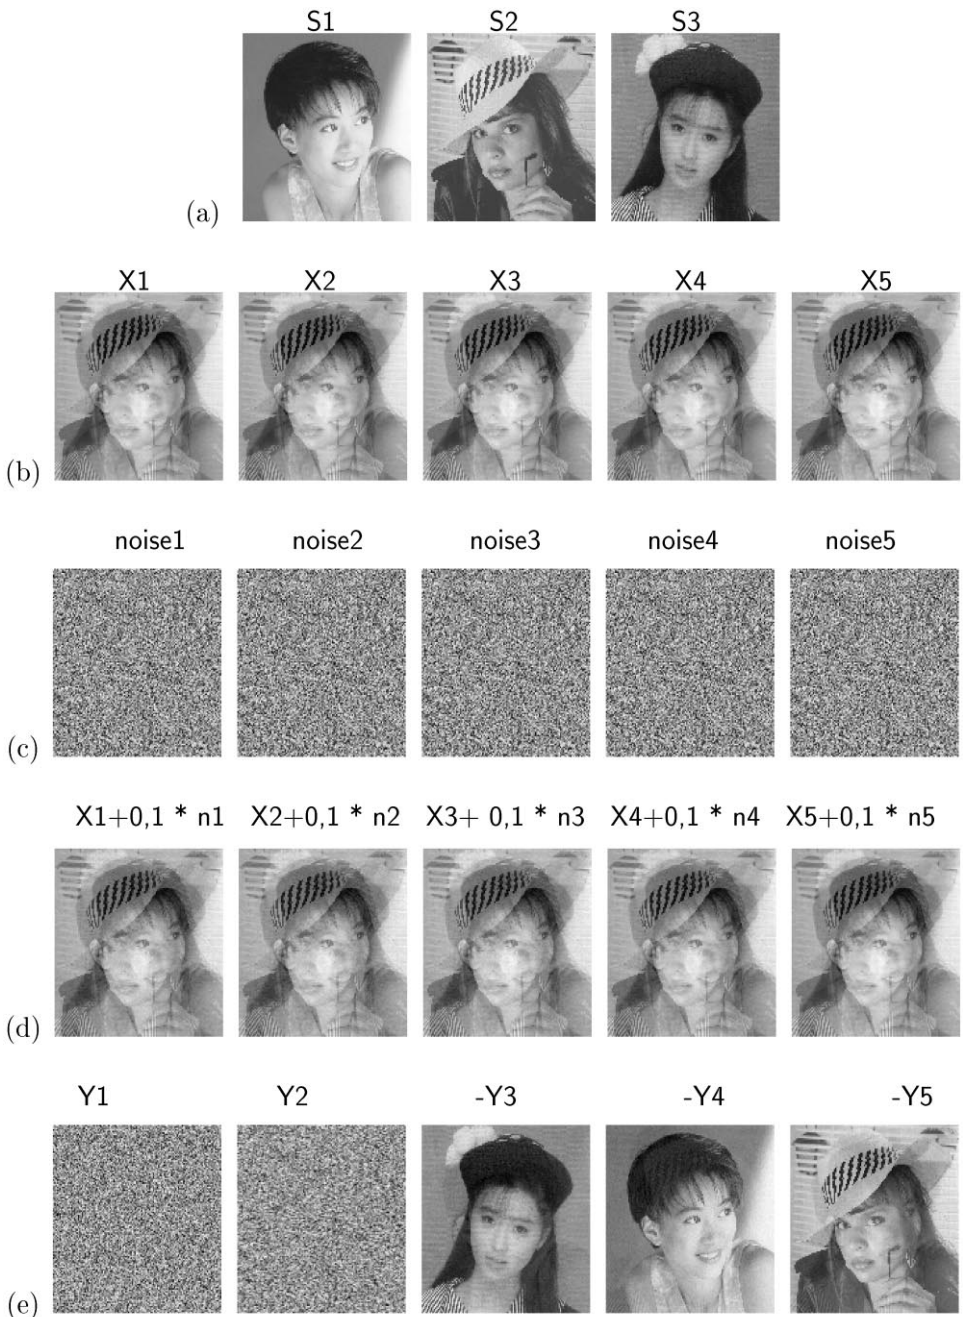 S1 S2 S3
(a)
X1 X2 X3 X4 X5
(b)
noise1 noise2 noise3 noise4 noise5
(c)
X1+0,1 * n1 X2+0,1 * n2 X3+ 0,1 * n3 X4+0,1 * n4 X5+0,1 * n5
(d)
Y1 Y2 -Y3 -Y4 -Y5
(e)